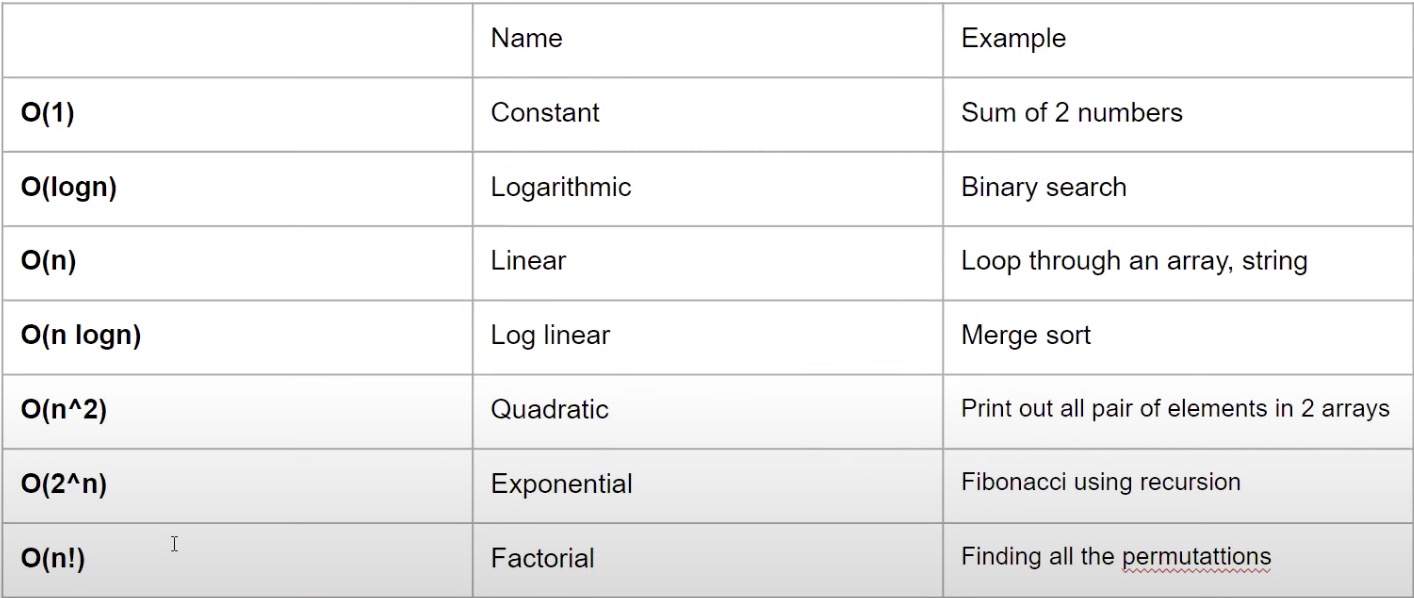 Name Example
O(1) Constant Sum of 2 numbers
O(logn) Logarithmic Binary search
O(n) Linear Loop through an array, string
O(n logn) Log linear Merge sort
O(n^2) Quadratic Print out all pair of elements in 2 arrays
O(2^n) Exponential Fibonacci using recursion
O(n!) Factorial Finding all the permutattions